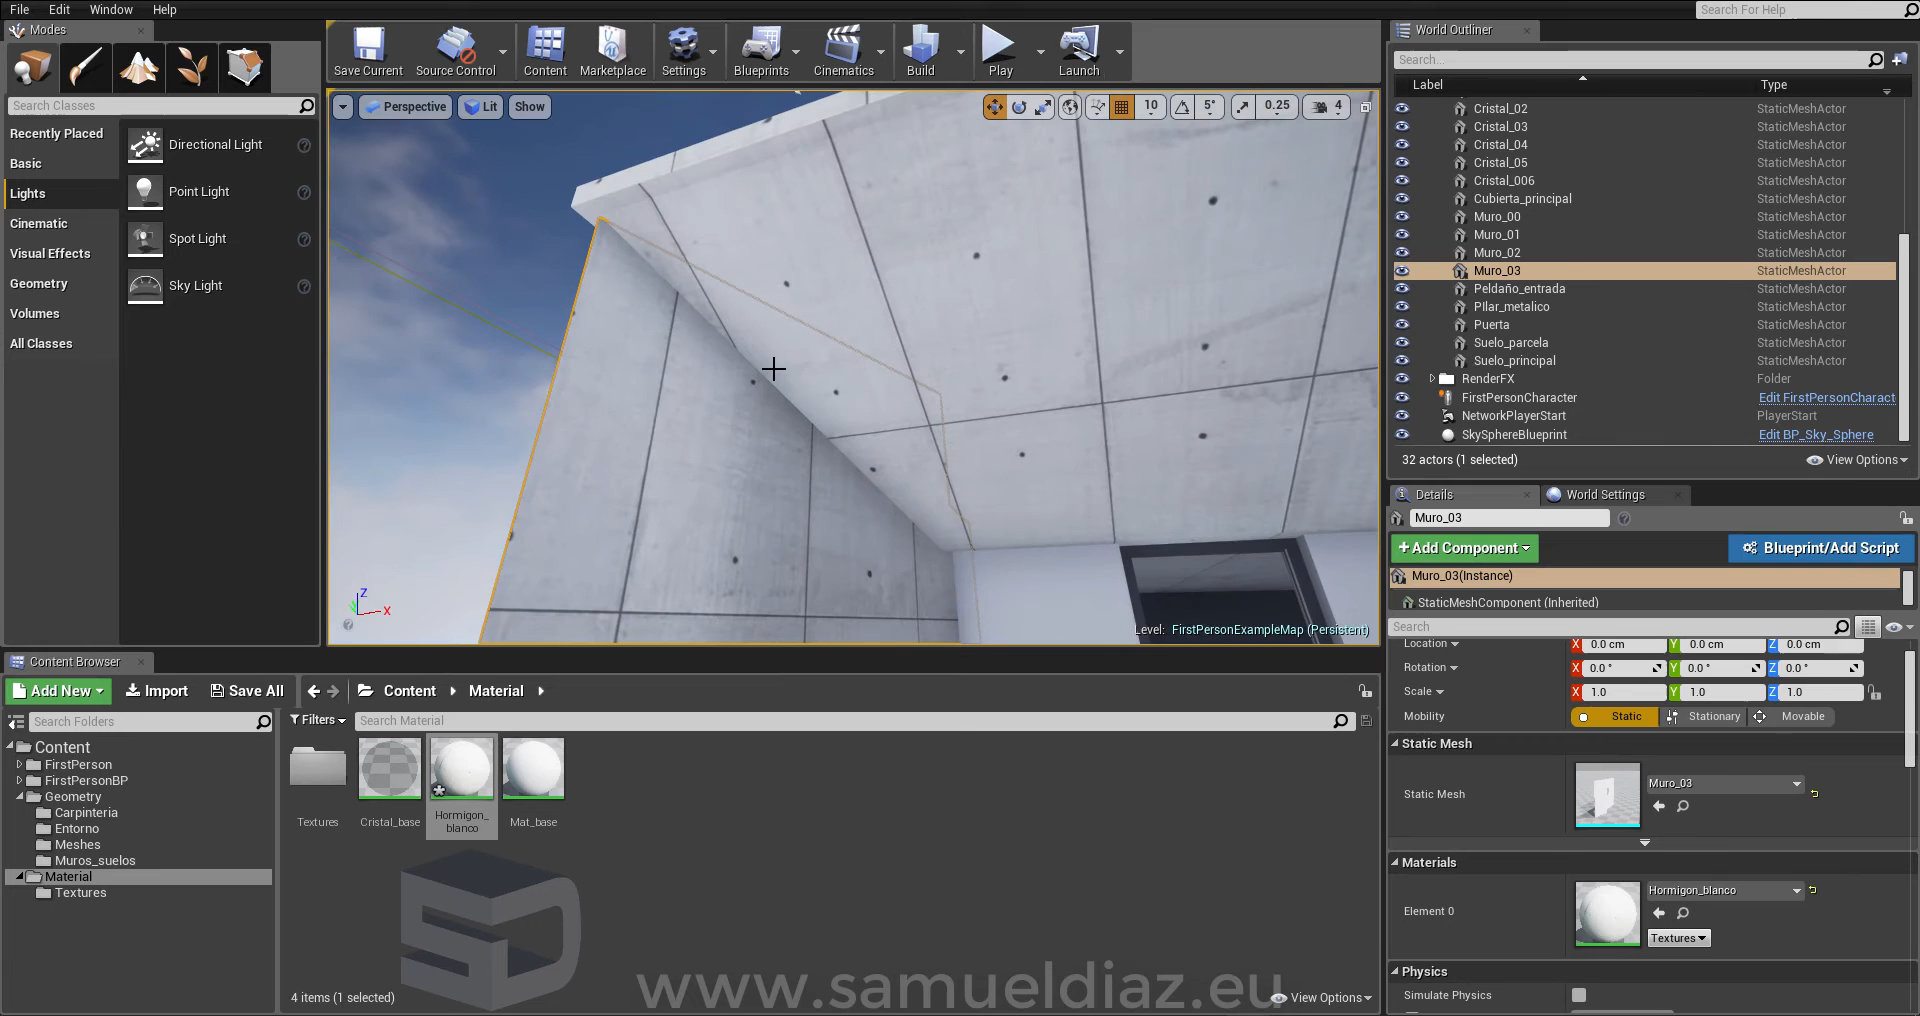 File Edit Window Help
Search For Help
Modes
Search Classes
Recently Placed
Basic
Lights
Cinematic
Visual Effects
Geometry
Volumes
All Classes
Directional Light
Point Light
Spot Light
Sky Light
Save Current
Source Control
Content
Marketplace
Settings
Blueprints
Cinematics
Build
Play
Launch
Perspective Lit Show
10 5° 0.25 4
Z
X
Level: FirstPersonExampleMap (Persistent)
World Outliner
Search...
Label Type
Cristal_02 StaticMeshActor
Cristal_03 StaticMeshActor
Cristal_04 StaticMeshActor
Cristal_05 StaticMeshActor
Cristal_006 StaticMeshActor
Cubierta_principal StaticMeshActor
Muro_00 StaticMeshActor
Muro_01 StaticMeshActor
Muro_02 StaticMeshActor
Muro_03 StaticMeshActor
Peldaño_entrada StaticMeshActor
PIlar_metalico StaticMeshActor
Puerta StaticMeshActor
Suelo_parcela StaticMeshActor
Suelo_principal StaticMeshActor
RenderFX Folder
FirstPersonCharacter Edit FirstPersonCharact
NetworkPlayerStart PlayerStart
SkySphereBlueprint Edit BP_Sky_Sphere
32 actors (1 selected) View Options
Details World Settings
Muro_03
+Add Component Blueprint/Add Script
Muro_03(Instance)
StaticMeshComponent (Inherited)
Search
Location X 0.0 cm Y 0.0 cm Z 0.0 cm
Rotation X 0.0 ° Y 0.0 ° Z 0.0 °
Scale X 1.0 Y 1.0 Z 1.0
Mobility Static Stationary Movable
Static Mesh
Static Mesh Muro_03
Materials
Element 0 Hormigon_blanco
Textures
Physics
Simulate Physics
Content Browser
Add New Import Save All Content Material
Search Folders
Filters Search Material
Content
FirstPerson
FirstPersonBP
Geometry
Carpinteria
Entorno
Meshes
Muros_suelos
Material
Textures
Textures
Cristal_base
Hormigon_
blanco
Mat_base
SD
www.samueldiaz.eu
4 items (1 selected) View Options